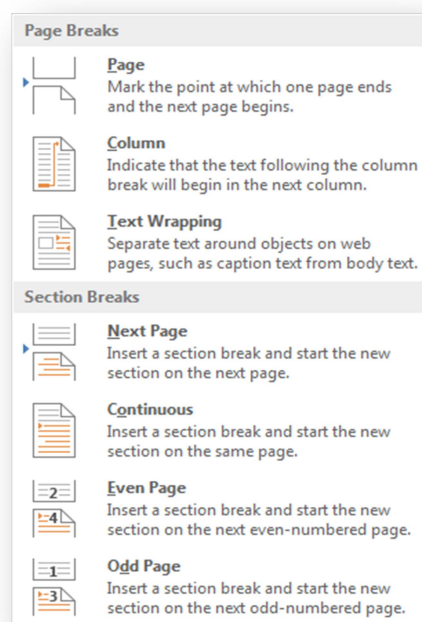 Page Breaks
Page
Mark the point at which one page ends
and the next page begins.
Column
Indicate that the text following the column
break will begin in the next column.
Text Wrapping
Separate text around objects on web
pages, such as caption text from body text.
Section Breaks
Next Page
Insert a section break and start the new
section on the next page.
Continuous
Insert a section break and start the new
section on the same page.
2
4
Even Page
Insert a section break and start the new
section on the next even-numbered page.
1
3
Odd Page
Insert a section break and start the new
section on the next odd-numbered page.